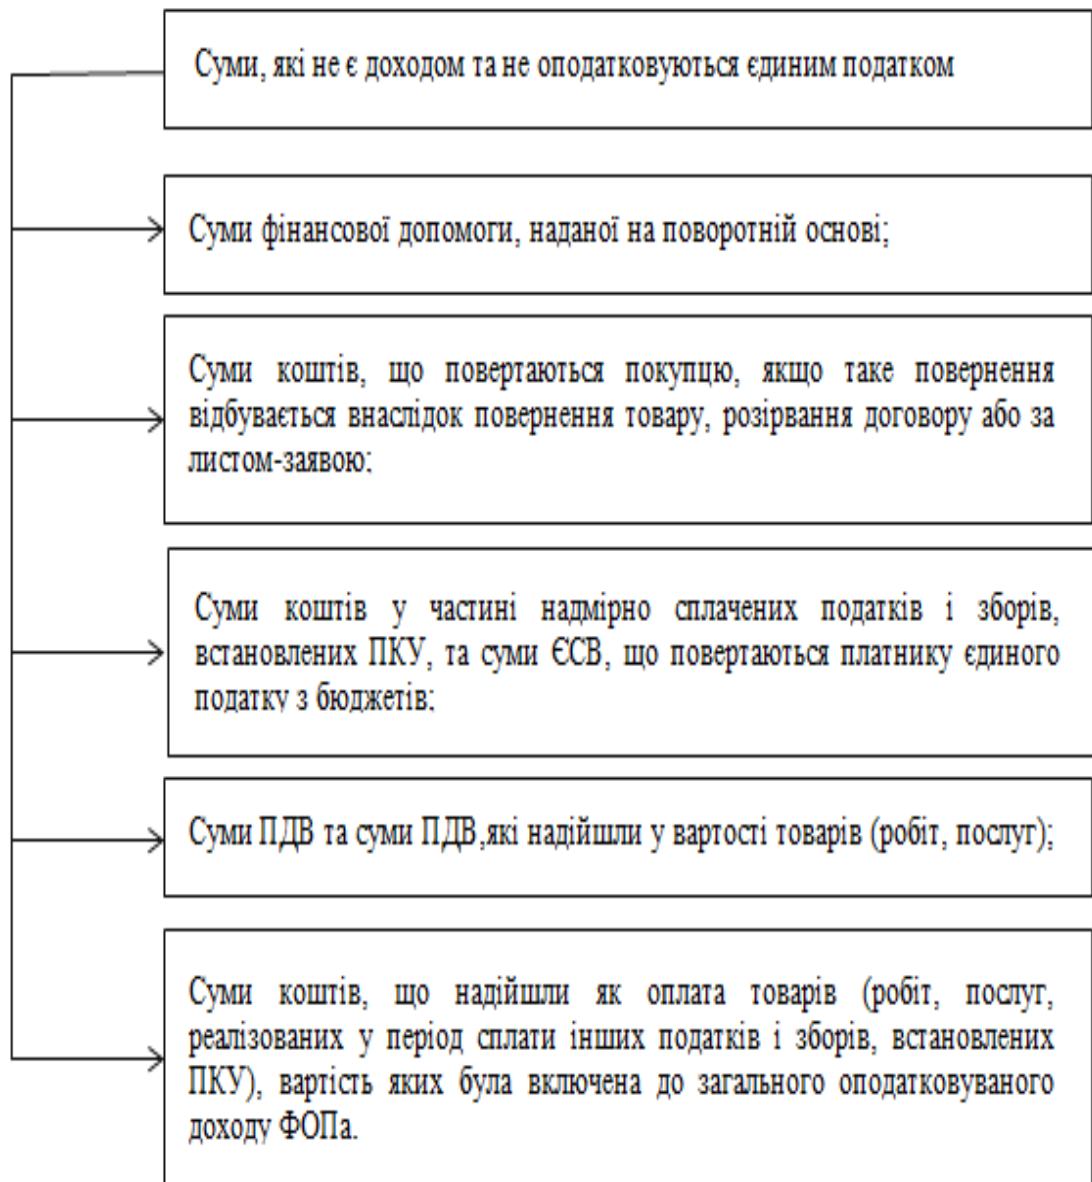 Суми, які не є доходом та не оподатковуються єдиним податком
Суми фінансової допомоги, наданої на поворотній основі;
Суми коштів, що повертаються покупцю, якщо таке повернення
відбувається внаслідок повернення товару, розірвання договору або за
листом-заявою;
Суми коштів у частині надмірно сплачених податків і зборів,
встановлених ПКУ, та суми ЄСВ, що повертаються платнику єдиного
податку з бюджетів;
Суми ПДВ та суми ПДВ,які надійшли у вартості товарів (робіт, послуг);
Суми коштів, що надійшли як оплата товарів (робіт, послуг,
реалізованих у період сплати інших податків і зборів, встановлених
ПКУ), вартість яких була включена до загального оподатковуваного
доходу ФОПа.